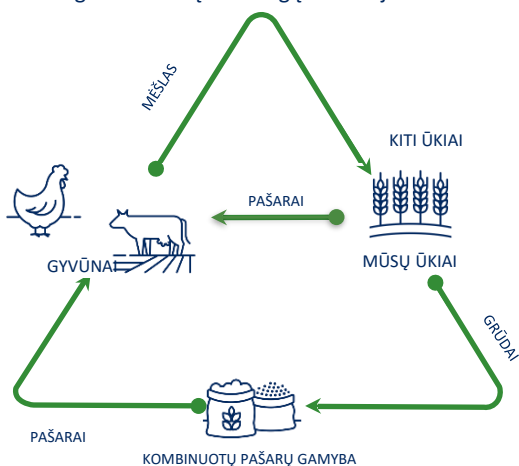 MĖŠLAS
KITI ŪKIAI
PAŠARAI
GYVŪNAI
MŪSŲ ŪKIAI
GRŪDAI
PAŠARAI
KOMBINUOTŲ PAŠARŲ GAMYBA